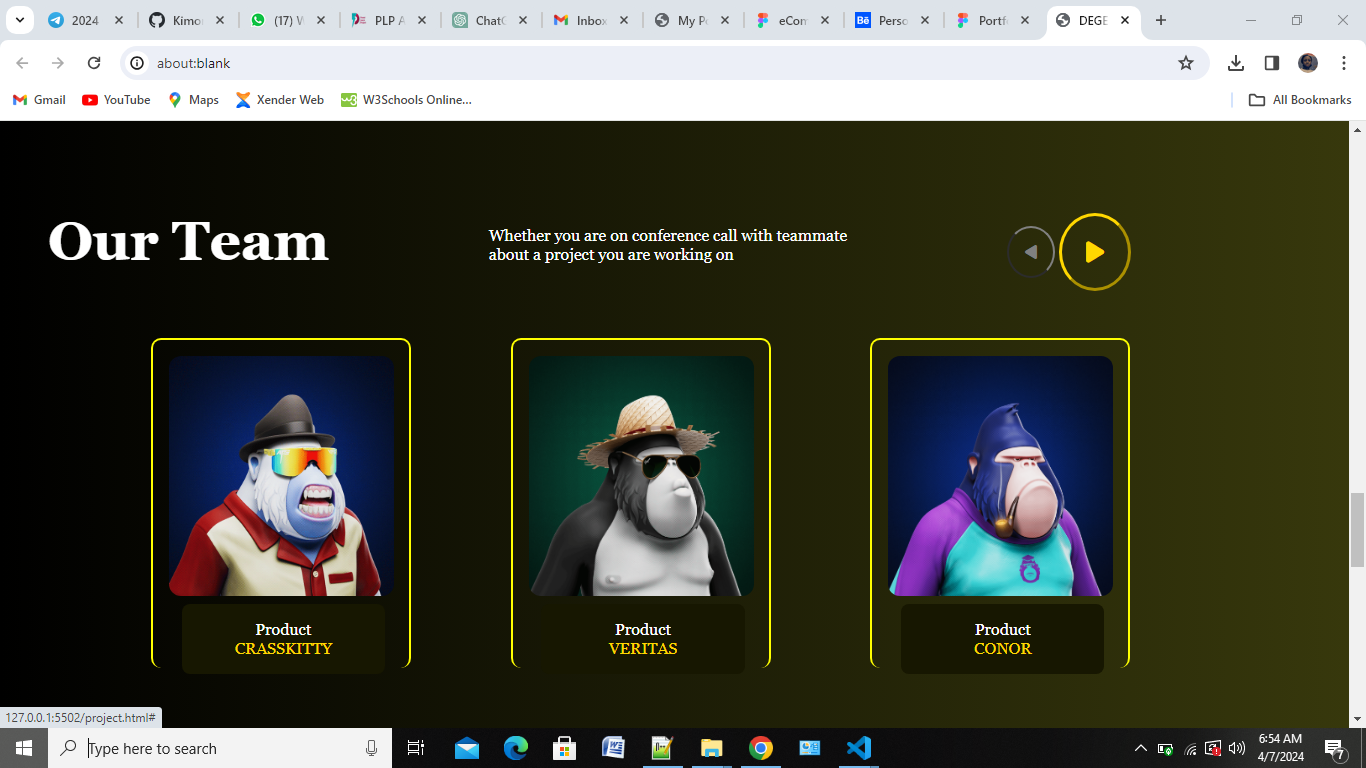 2024
Kimo
(17) W
PLP A
ChatG
Inbox
My Po
eCom
Perso
Portf
DEGE
about:blank
Gmail
YouTube
Maps
Xender Web
W3Schools Online...
All Bookmarks
Our Team
Whether you are on conference call with teammate
about a project you are working on
Product
CRASSKITTY
Product
VERITAS
Product
CONOR
127.0.0.1:5502/project.html#
Type here to search
6:54 AM
4/7/2024
7